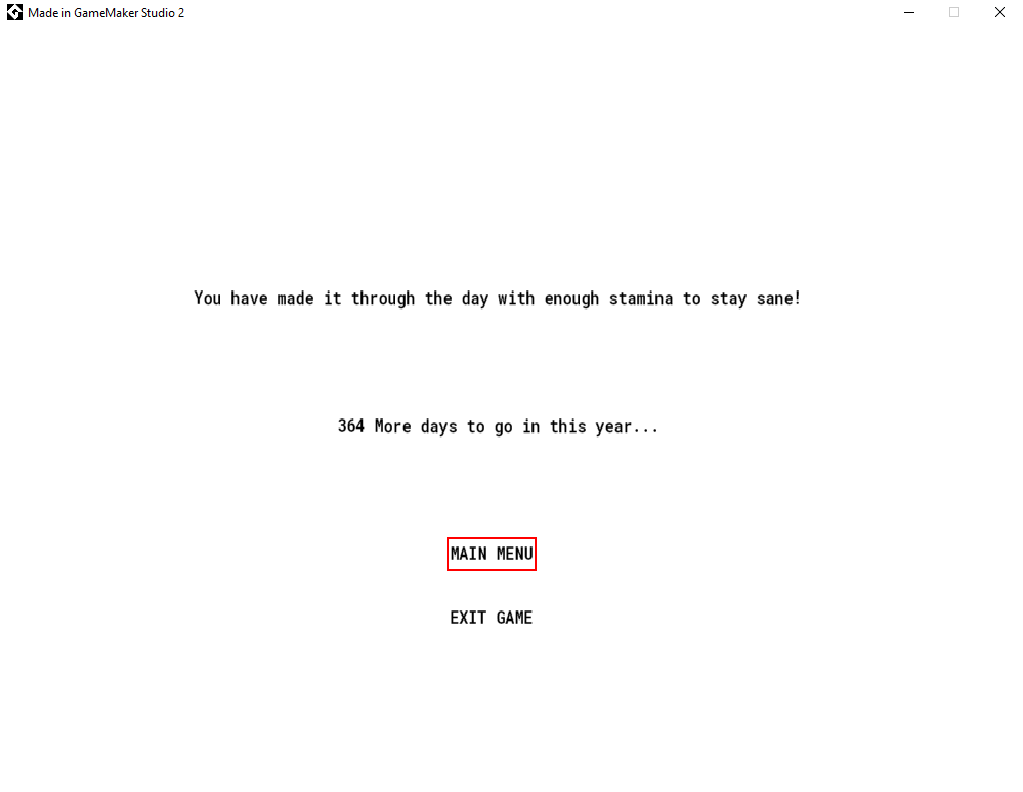 Made in GameMaker Studio 2
You have made it through the day with enough stamina to stay sane!
364 More days to go in this year...
MAIN MENU
EXIT GAME